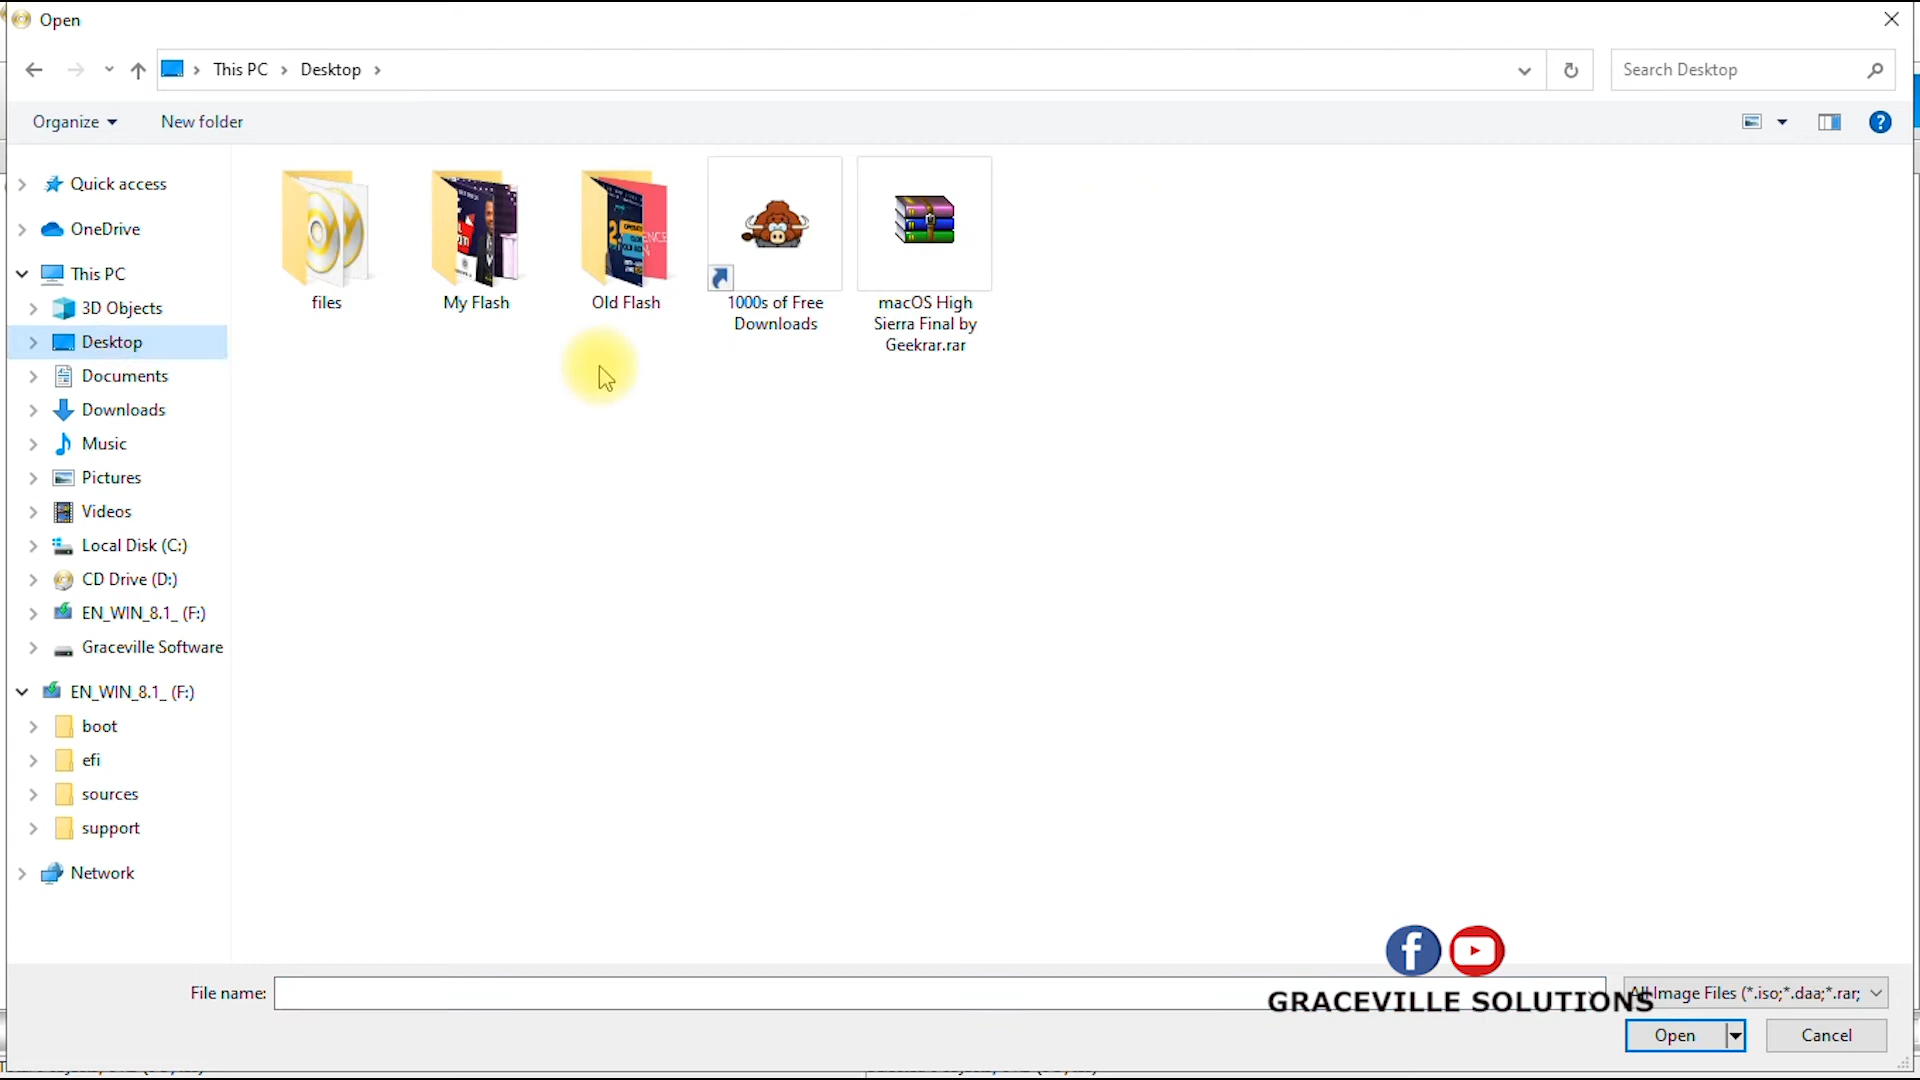 Open
This PC
Desktop
Search Desktop
Organize
New folder
Quick access
OneDrive
This PC
3D Objects
Desktop
Documents
Downloads
Music
Pictures
Videos
Local Disk (C:)
CD Drive (D:)
EN_WIN_8.1_ (F:)
Graceville Software
EN_WIN_8.1_ (F:)
boot
efi
sources
support
Network
files
My Flash
Old Flash
1000s of Free
Downloads
macOS High
Sierra Final by
Geekrar.rar
File name:
All Image Files (*.iso;*.daa;*.rar;
GRACEVILLE SOLUTIONS
Open
Cancel